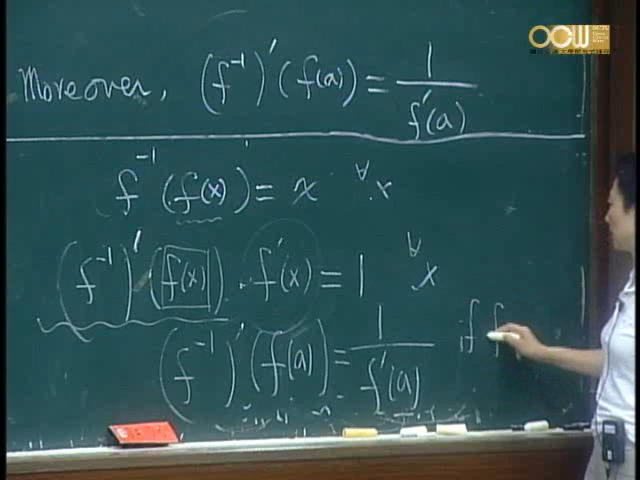 OCW
Moreover, (f⁻¹)'(f(a)) = 1/f'(a)
f⁻¹(f(x)) = x ∀x
(f⁻¹)'(f(x)) · f'(x) = 1 ∀x
(f⁻¹)'(f(a)) = 1/f'(a) if f